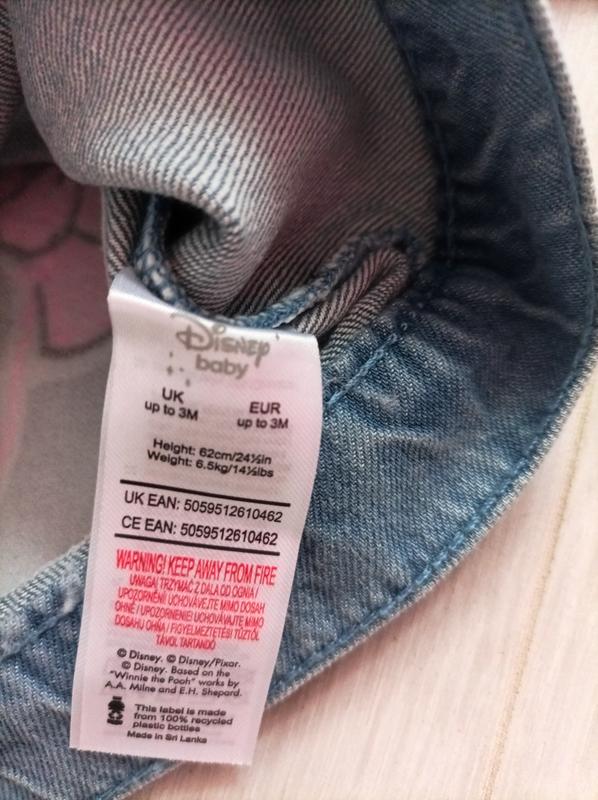 Disney
baby
UK
up to 3M
EUR
up to 3M
Height: 62cm/24½in
Weight: 6.5kg/14½lbs
UK EAN: 5059512610462
CE EAN: 5059512610462
WARNING! KEEP AWAY FROM FIRE
UWAGA! TRZYMAĆ Z DALA OD OGNIA /
UPOZORNĚNÍ! UCHOVÁVEJTE MIMO DOSAH
OHNĚ / UPOZORNENIE! UCHOVÁVAJTE MIMO
DOSAHU OHŇA / FIGYELMEZTETÉS! TŰZTŐL
TÁVOL TARTANDÓ
© Disney. © Disney/Pixar.
© Disney. Based on the
"Winnie the Pooh" works by
A.A. Milne and E.H. Shepard.
This label is made
from 100% recycled
plastic bottles
Made in Sri Lanka